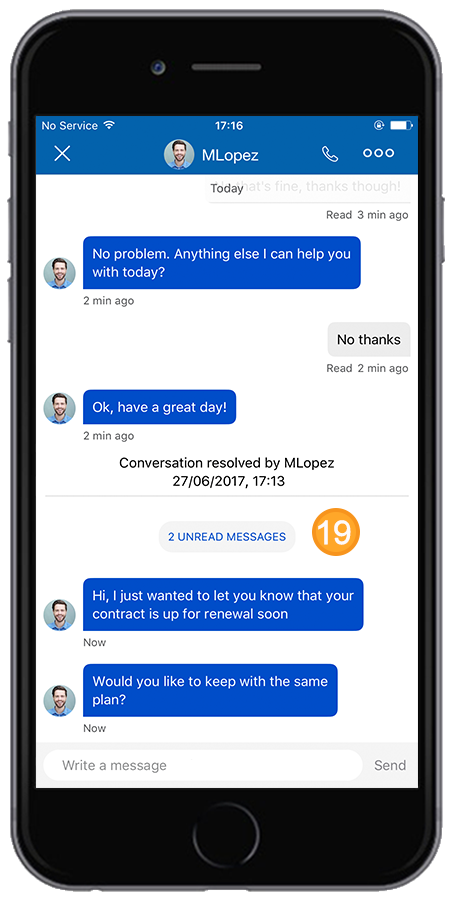 No Service 17:16
MLopez
Today that's fine, thanks though!
Read 3 min ago
No problem. Anything else I can help you
with today?
2 min ago
No thanks
Read 2 min ago
Ok, have a great day!
2 min ago
Conversation resolved by MLopez
27/06/2017, 17:13
2 UNREAD MESSAGES
19
Hi, I just wanted to let you know that your
contract is up for renewal soon
Now
Would you like to keep with the same
plan?
Now
Write a message Send